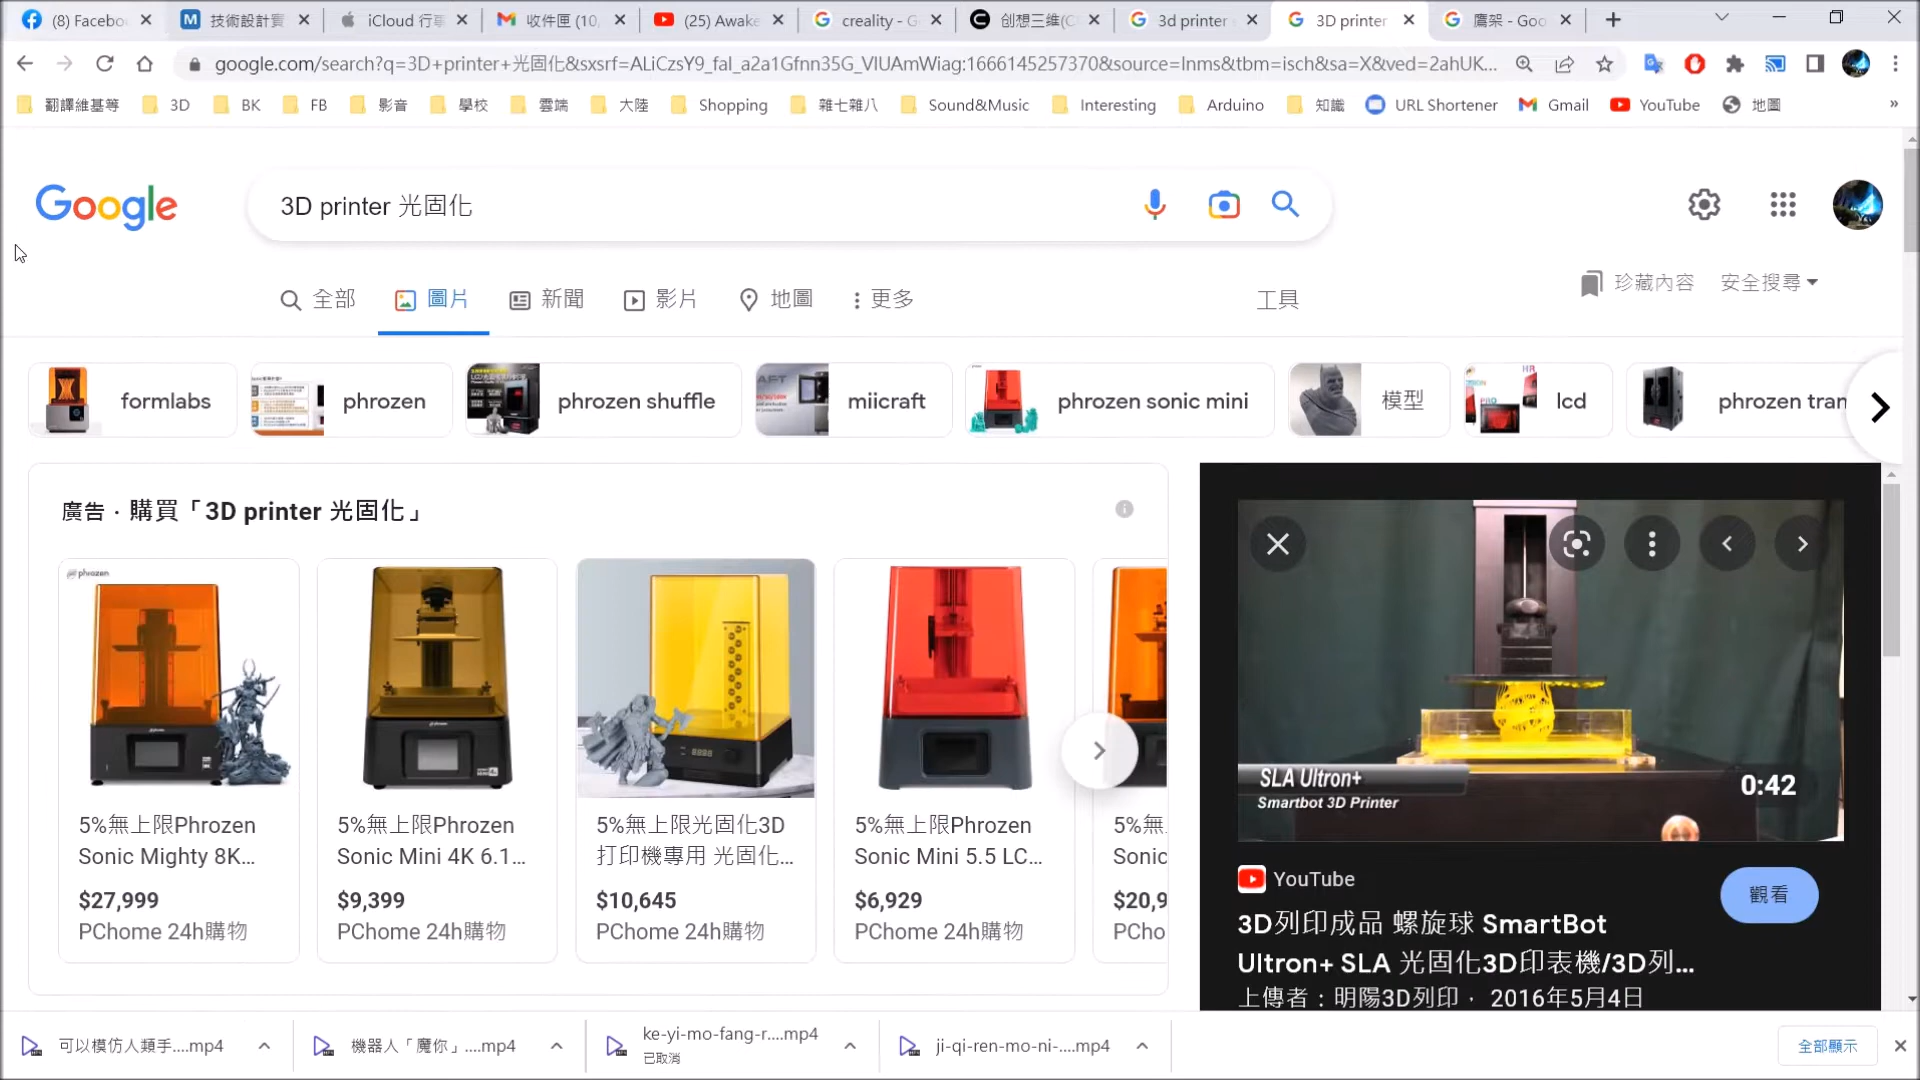 (8) Facebo
技術設計實
iCloud 行事
收件匣 (10,
(25) Awake
creality - G
创想三维(C
3d printer
3D printer
鷹架 - Goo
google.com/search?q=3D+printer+光固化&sxsrf=ALiCzsY9_fal_a2a1Gfnn35G_VlUAmWiag:1666145257370&source=lnms&tbm=isch&sa=X&ved=2ahUK...
翻譯維基等 3D BK FB 影音 學校 雲端 大陸 Shopping 雜七雜八 Sound&Music Interesting Arduino 知識 URL Shortener Gmail YouTube 地圖 »
Google
3D printer 光固化
全部 圖片 新聞 影片 地圖 更多 工具
珍藏內容 安全搜尋
formlabs
phrozen
phrozen shuffle
miicraft
phrozen sonic mini
模型
lcd
phrozen tran
廣告 · 購買「3D printer 光固化」
phrozen
5%無上限Phrozen
Sonic Mighty 8K...
$27,999
PChome 24h購物
5%無上限Phrozen
Sonic Mini 4K 6.1...
$9,399
PChome 24h購物
5%無上限光固化3D
打印機專用 光固化...
$10,645
PChome 24h購物
5%無上限Phrozen
Sonic Mini 5.5 LC...
$6,929
PChome 24h購物
5%無
Sonic
$20,9
PCho
SLA Ultron+
Smartbot 3D Printer
0:42
YouTube
觀看
3D列印成品 螺旋球 SmartBot
Ultron+ SLA 光固化3D印表機/3D列...
上傳者：明陽3D列印 · 2016年5月4日
可以模仿人類手....mp4
機器人「魔你」....mp4
ke-yi-mo-fang-r....mp4
已取消
ji-qi-ren-mo-ni-....mp4
全部顯示